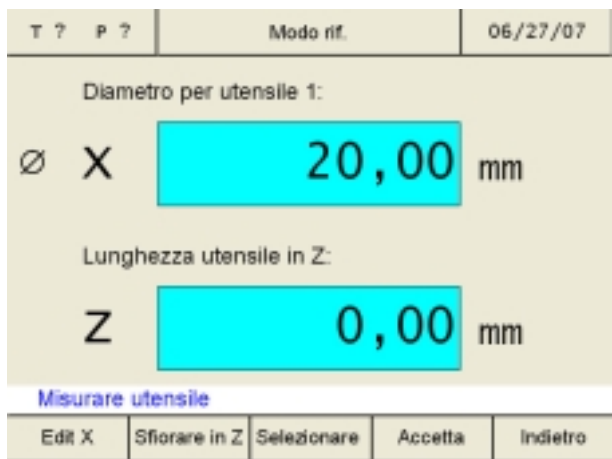 T ? P ? Modo rif. 06/27/07
Diametro per utensile 1:
Ø X 20,00 mm
Lunghezza utensile in Z:
Z 0,00 mm
Misurare utensile
Edit X Sfiorare in Z Selezionare Accetta Indietro